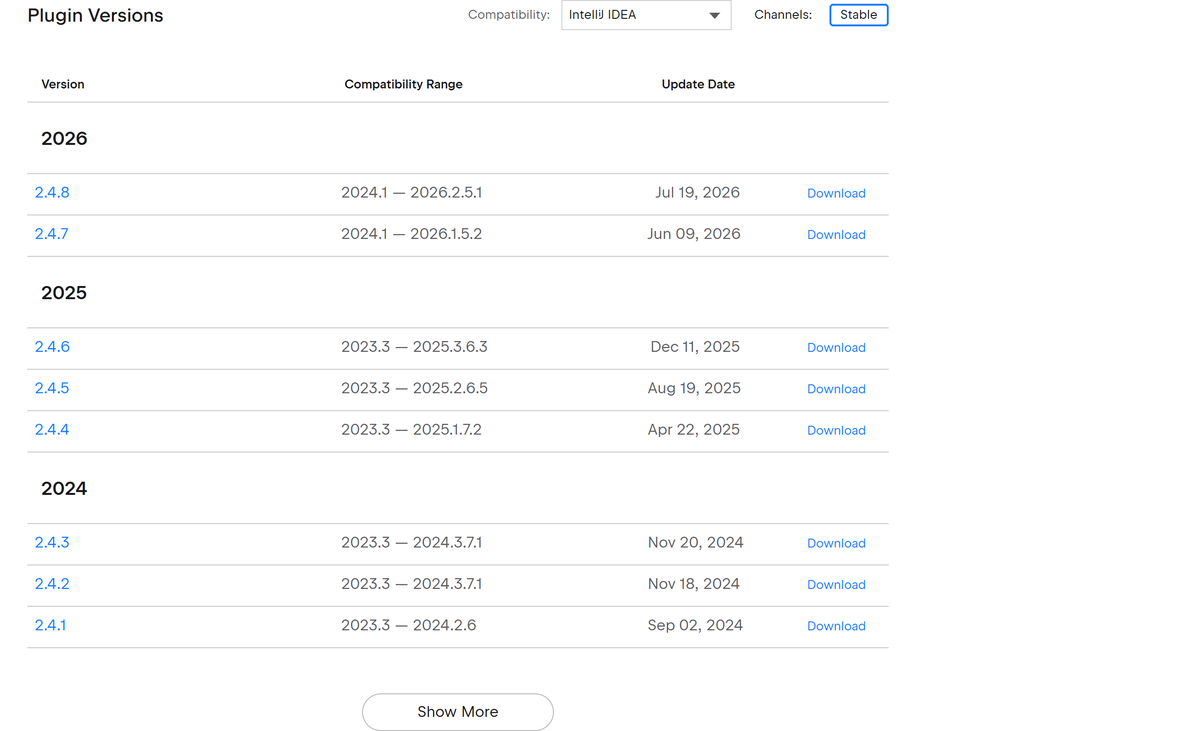 Plugin Versions Compatibility: IntelliJ IDEA Channels: Stable
Version Compatibility Range Update Date
2026
2.4.8 2024.1 — 2026.2.5.1 Jul 19, 2026 Download
2.4.7 2024.1 — 2026.1.5.2 Jun 09, 2026 Download
2025
2.4.6 2023.3 — 2025.3.6.3 Dec 11, 2025 Download
2.4.5 2023.3 — 2025.2.6.5 Aug 19, 2025 Download
2.4.4 2023.3 — 2025.1.7.2 Apr 22, 2025 Download
2024
2.4.3 2023.3 — 2024.3.7.1 Nov 20, 2024 Download
2.4.2 2023.3 — 2024.3.7.1 Nov 18, 2024 Download
2.4.1 2023.3 — 2024.2.6 Sep 02, 2024 Download
Show More